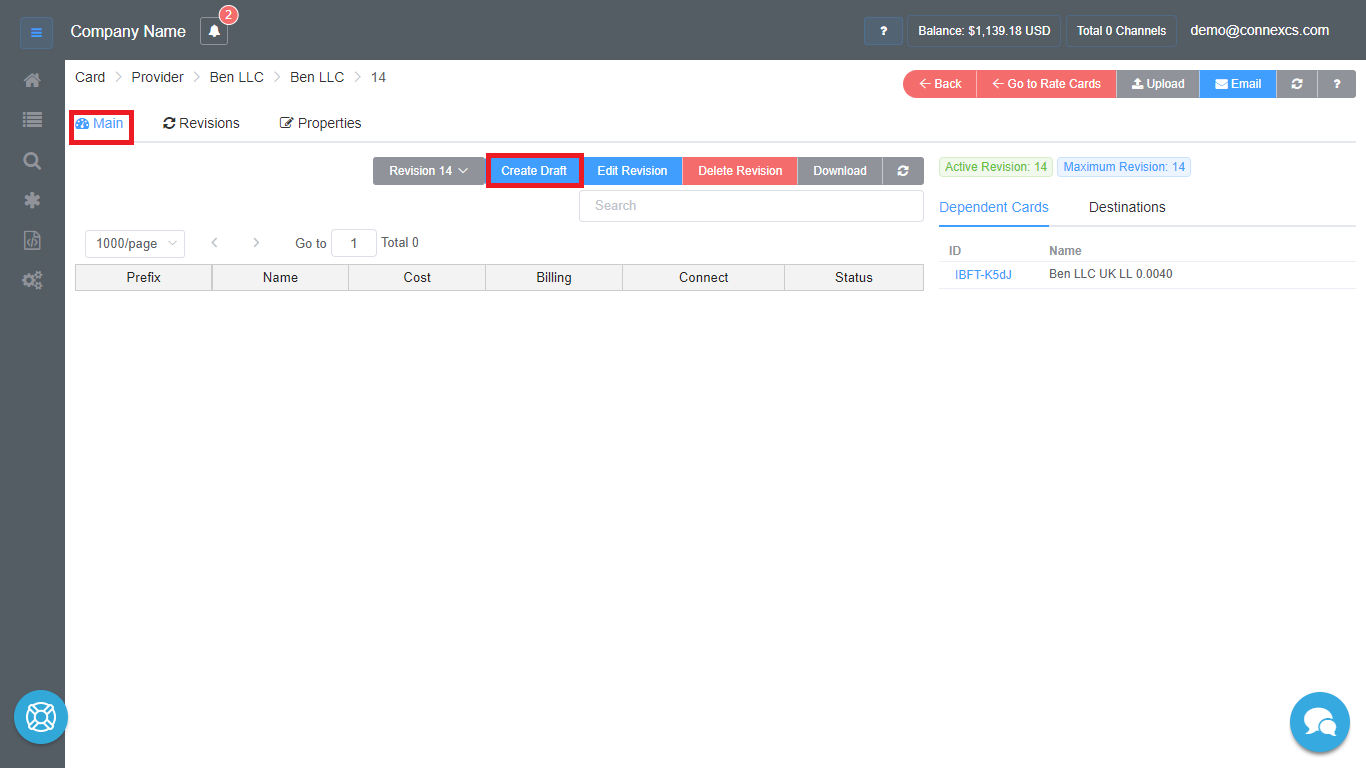 Company Name 2 ? Balance: $1,139.18 USD Total 0 Channels demo@connexcs.com
Card > Provider > Ben LLC > Ben LLC > 14
Back Go to Rate Cards Upload Email ?
Main Revisions Properties
Revision 14 Create Draft Edit Revision Delete Revision Download
Active Revision: 14 Maximum Revision: 14
Search
Dependent Cards Destinations
1000/page < > Go to 1 Total 0
ID Name
Prefix Name Cost Billing Connect Status
IBFT-K5dJ Ben LLC UK LL 0.0040